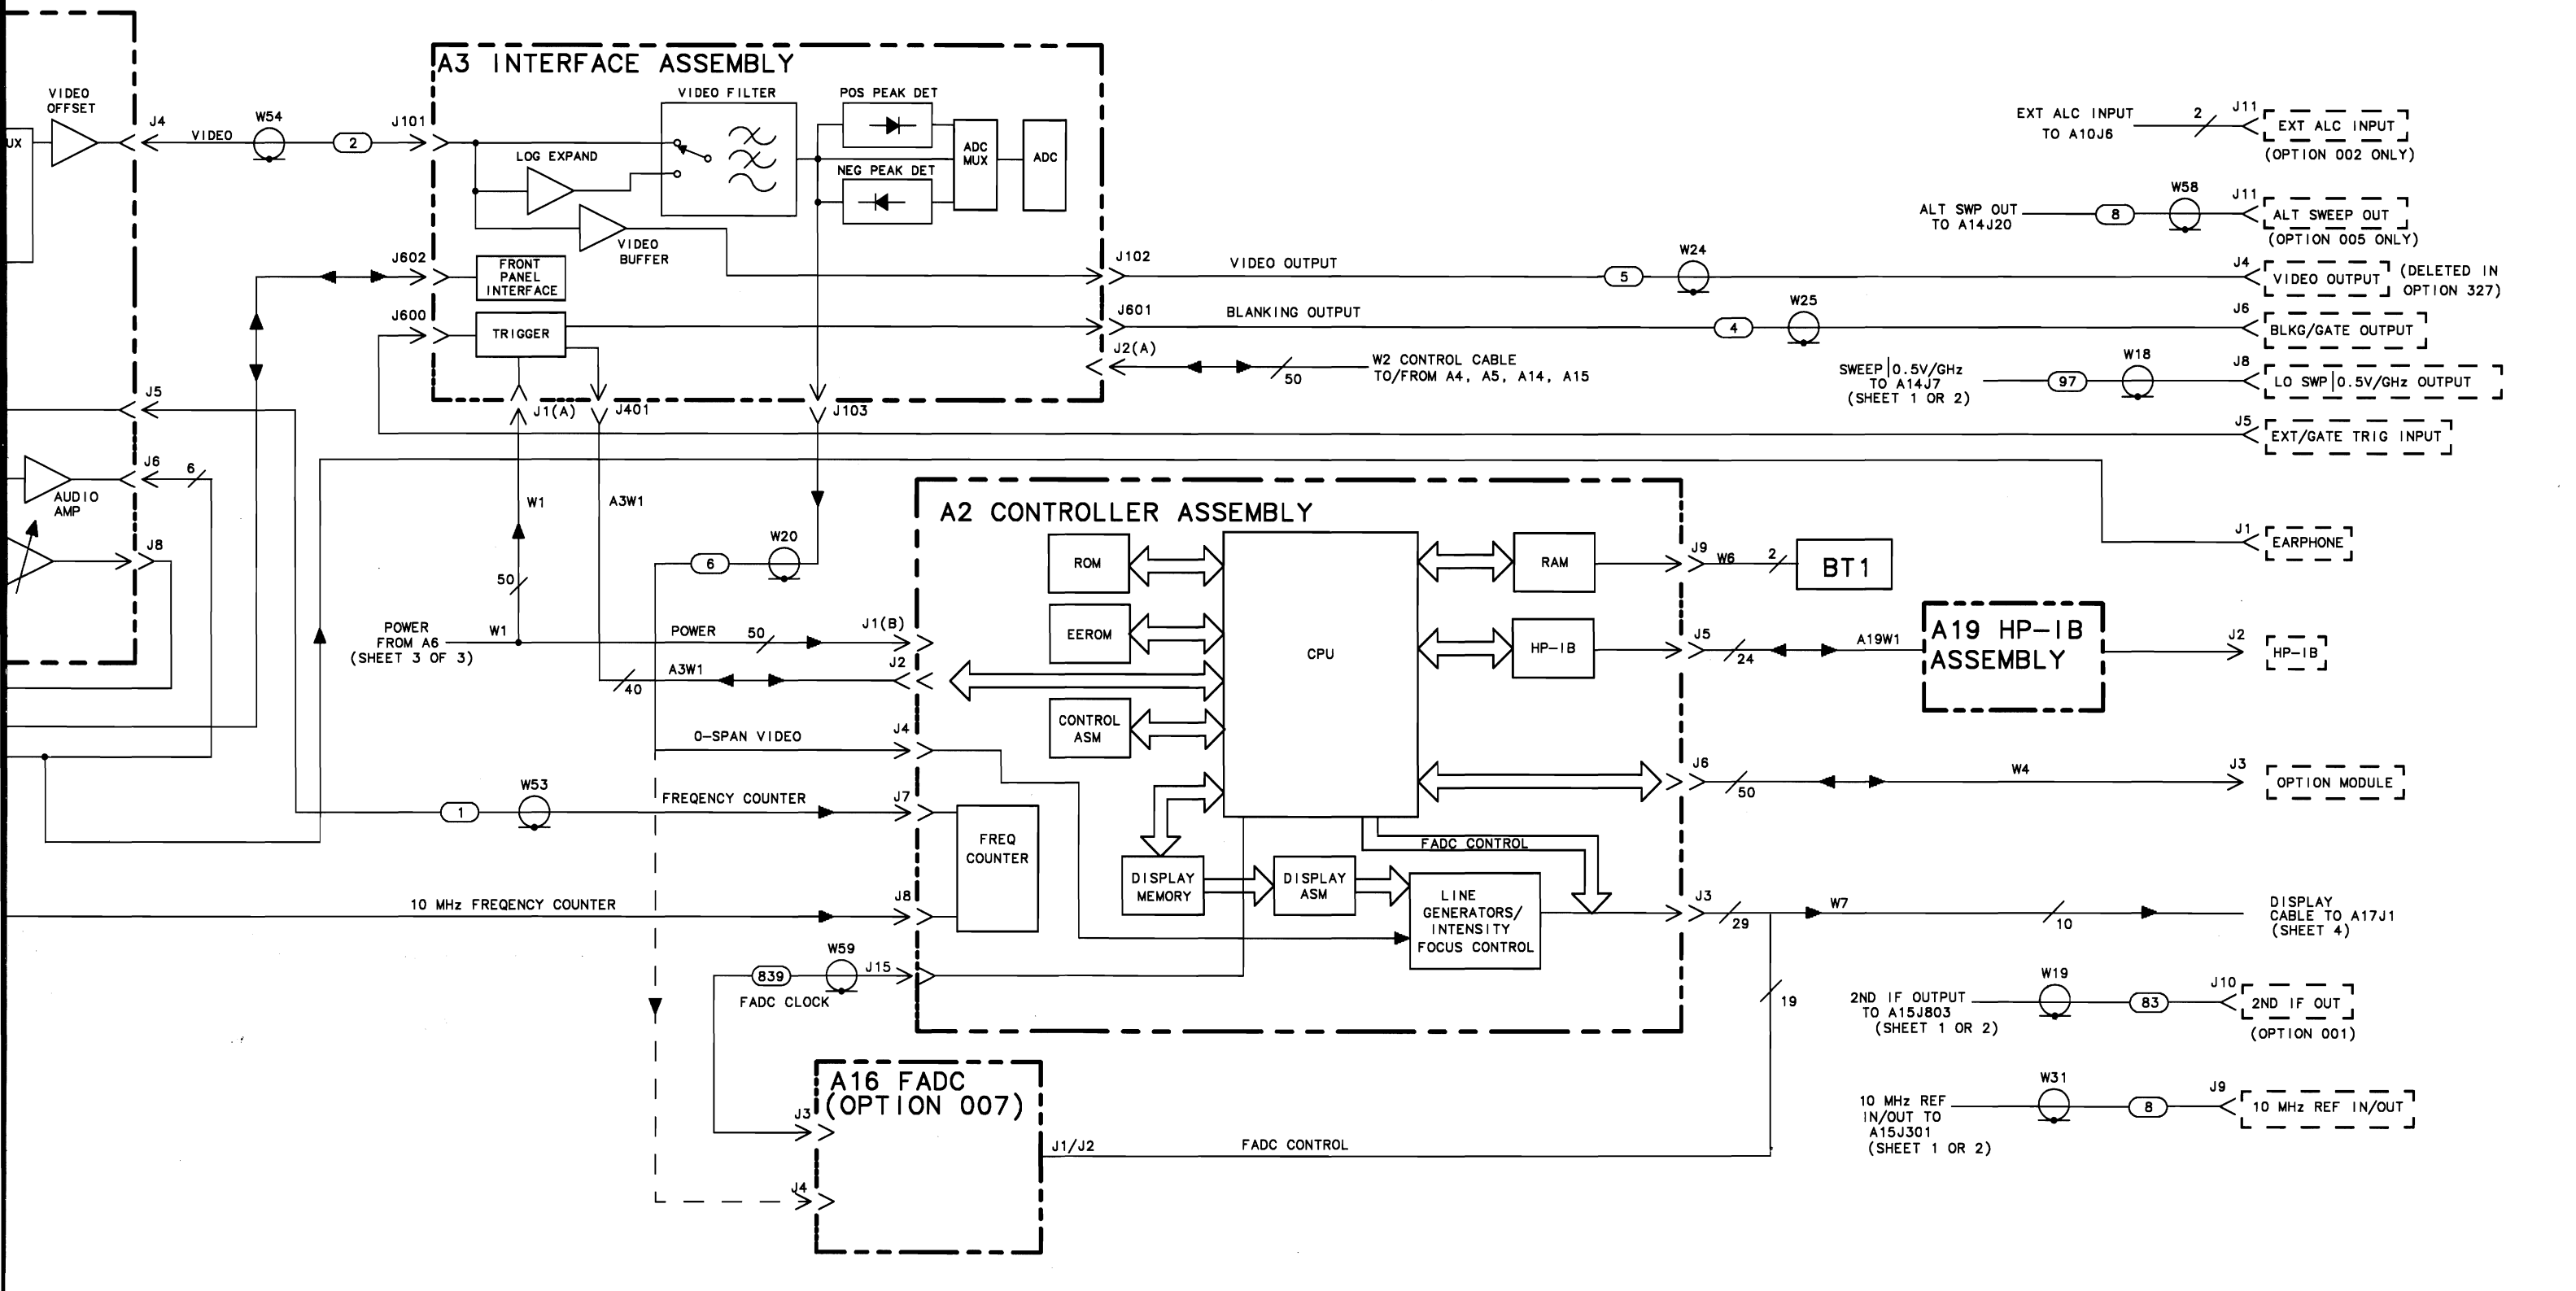 A3 INTERFACE ASSEMBLY
VIDEO
OFFSET
J4
VIDEO
W54
2
J101
UX
LOG EXPAND
VIDEO FILTER
POS PEAK DET
NEG PEAK DET
ADC
MUX
ADC
VIDEO
BUFFER
J602
FRONT
PANEL
INTERFACE
J600
TRIGGER
J102
VIDEO OUTPUT
5
W24
J601
BLANKING OUTPUT
4
W25
J2(A)
50
W2 CONTROL CABLE
TO/FROM A4, A5, A14, A15
J1(A)
J401
J103
EXT ALC INPUT
TO A10J6
2
J11
EXT ALC INPUT
(OPTION 002 ONLY)
ALT SWP OUT
TO A14J20
8
W58
J11
ALT SWEEP OUT
(OPTION 005 ONLY)
J4
VIDEO OUTPUT
(DELETED IN
OPTION 327)
J6
BLKG/GATE OUTPUT
SWEEP|0.5V/GHz
TO A14J7
(SHEET 1 OR 2)
97
W18
J8
LO SWP|0.5V/GHz OUTPUT
J5
EXT/GATE TRIG INPUT
J5
J6
6
AUDIO
AMP
J8
W1
A3W1
50
W20
6
POWER
FROM A6
(SHEET 3 OF 3)
W1
POWER
50
J1(B)
A3W1
40
J2
O-SPAN VIDEO
J4
1
W53
FREQENCY COUNTER
J7
10 MHz FREQENCY COUNTER
J8
839
W59
J15
FADC CLOCK
A2 CONTROLLER ASSEMBLY
ROM
EEROM
CONTROL
ASM
CPU
RAM
HP-IB
FREQ
COUNTER
DISPLAY
MEMORY
DISPLAY
ASM
FADC CONTROL
LINE
GENERATORS/
INTENSITY
FOCUS CONTROL
J9
W6
2
BT1
J1
EARPHONE
J5
24
A19W1
A19 HP-IB
ASSEMBLY
J2
HP-IB
J6
50
W4
J3
OPTION MODULE
J3
29
W7
10
DISPLAY
CABLE TO A17J1
(SHEET 4)
19
2ND IF OUTPUT
TO A15J803
(SHEET 1 OR 2)
W19
83
J10
2ND IF OUT
(OPTION 001)
10 MHz REF
IN/OUT TO
A15J301
(SHEET 1 OR 2)
W31
8
J9
10 MHz REF IN/OUT
A16 FADC
(OPTION 007)
J3
J4
J1/J2
FADC CONTROL